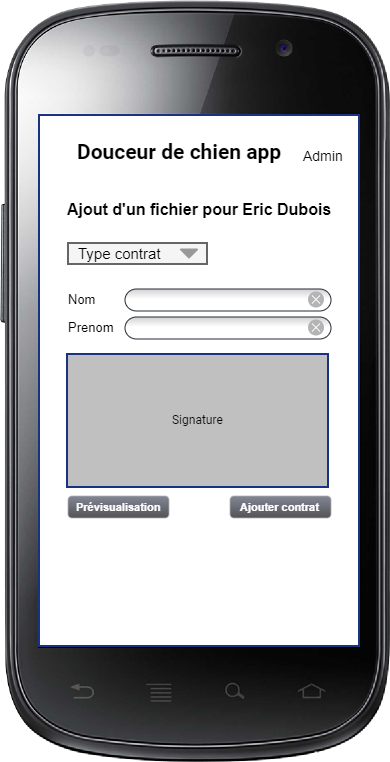 Douceur de chien app
Admin
Ajout d'un fichier pour Eric Dubois
Type contrat
Nom
Prenom
Signature
Prévisualisation
Ajouter contrat